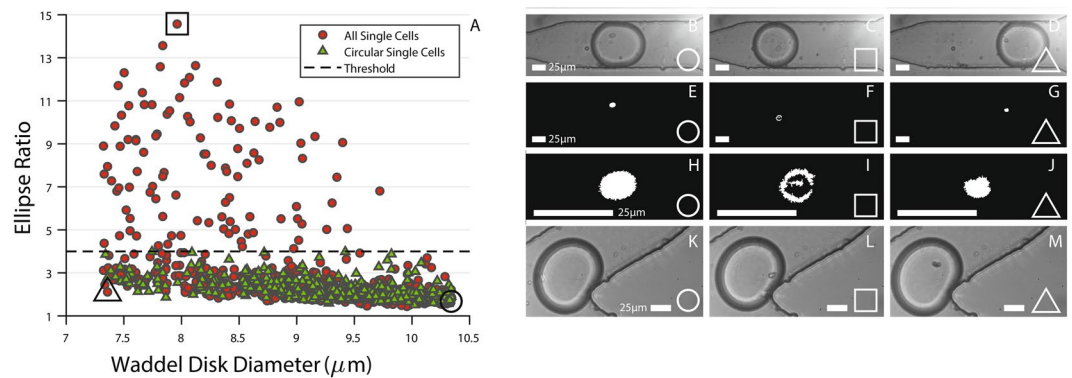 A
15
13
11
9
7
5
3
1
Ellipse Ratio
All Single Cells
Circular Single Cells
Threshold
7
7.5
8
8.5
9
9.5
10
10.5
Waddel Disk Diameter (μm)
B
25μm
C
D
E
25μm
F
G
H
25μm
I
J
K
25μm
L
M